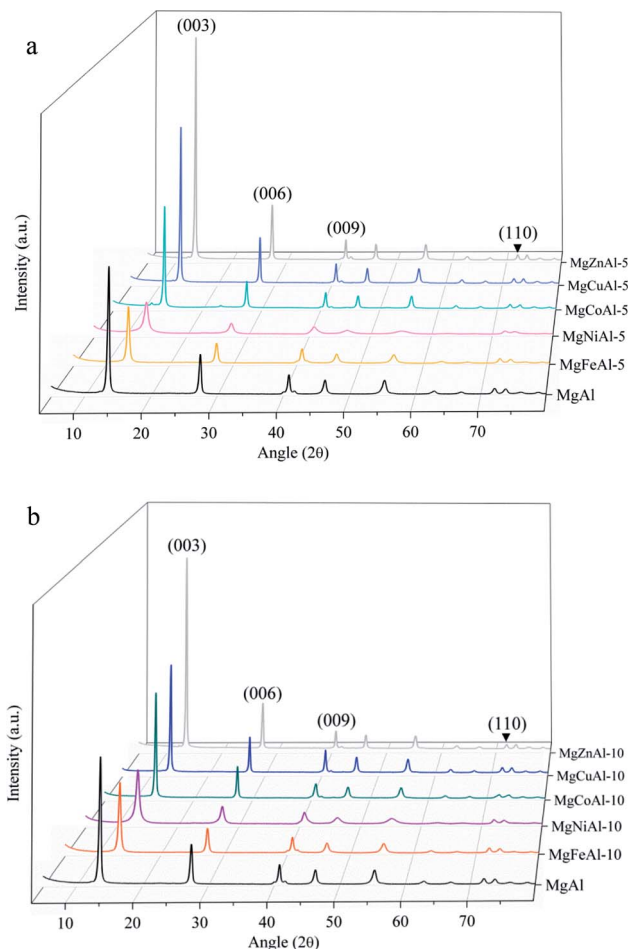 a
(003)
(006)
(009)
(110)
MgZnAl-5
MgCuAl-5
MgCoAl-5
MgNiAl-5
MgFeAl-5
MgAl
Intensity (a.u.)
10 20 30 40 50 60 70
Angle (2θ)
b
(003)
(006)
(009)
(110)
MgZnAl-10
MgCuAl-10
MgCoAl-10
MgNiAl-10
MgFeAl-10
MgAl
Intensity (a.u.)
10 20 30 40 50 60 70
Angle (2θ)